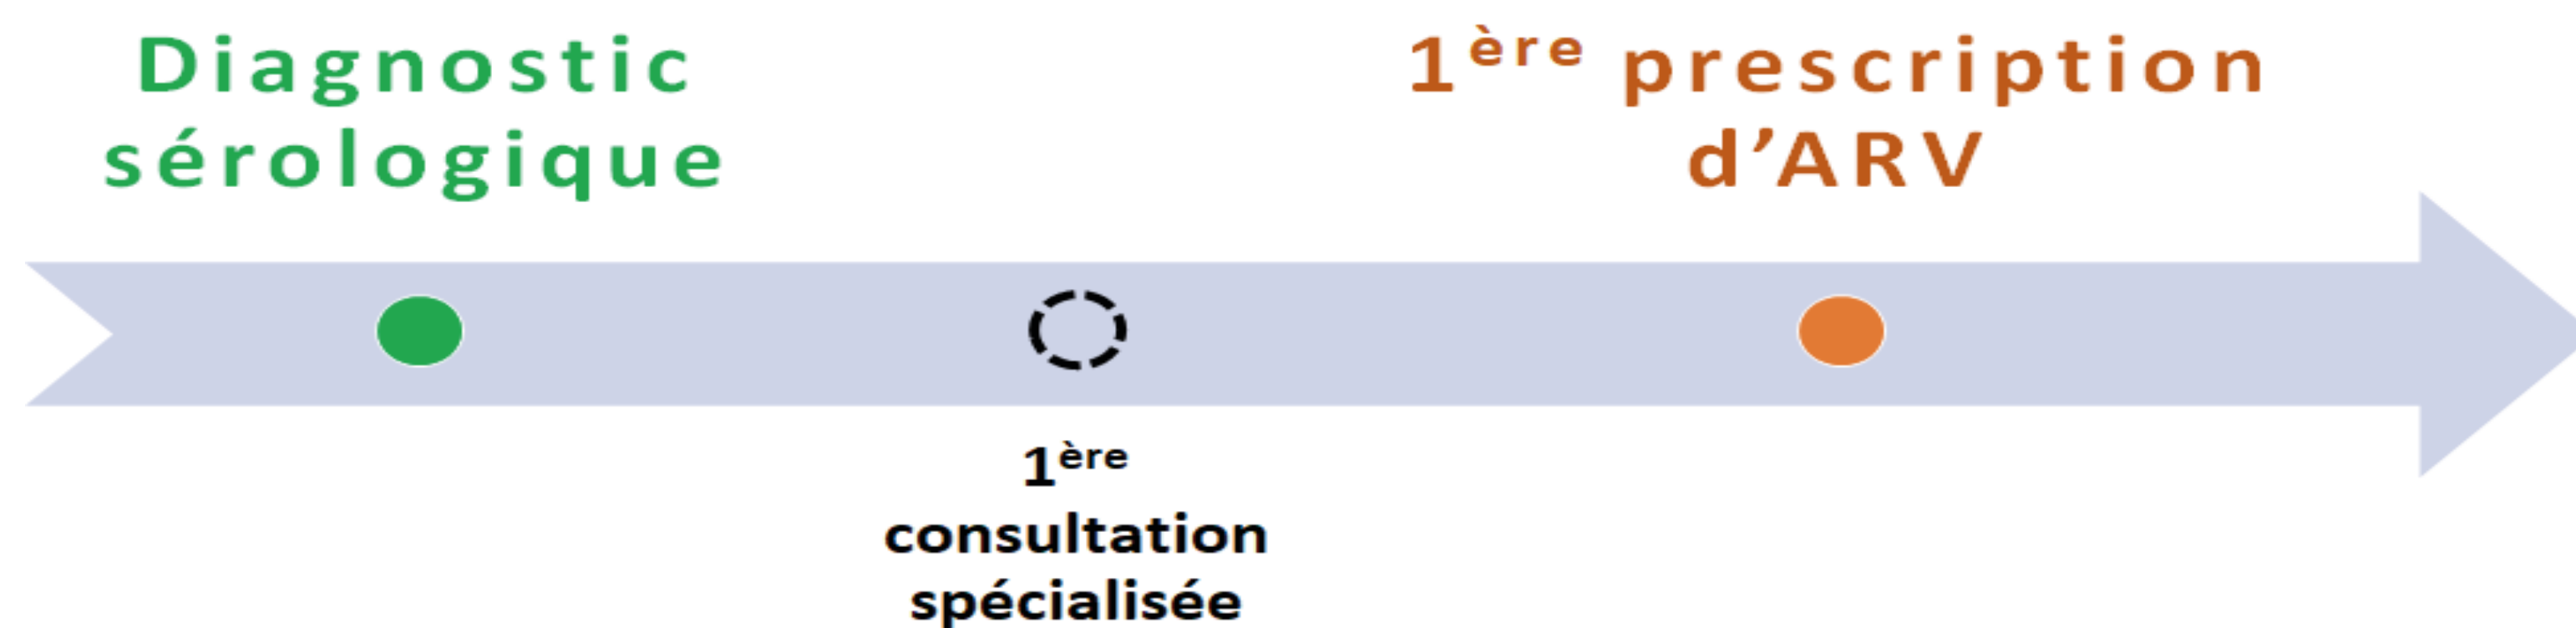 Diagnostic
sérologique
1ère prescription
d’ARV
1ère
consultation
spécialisée